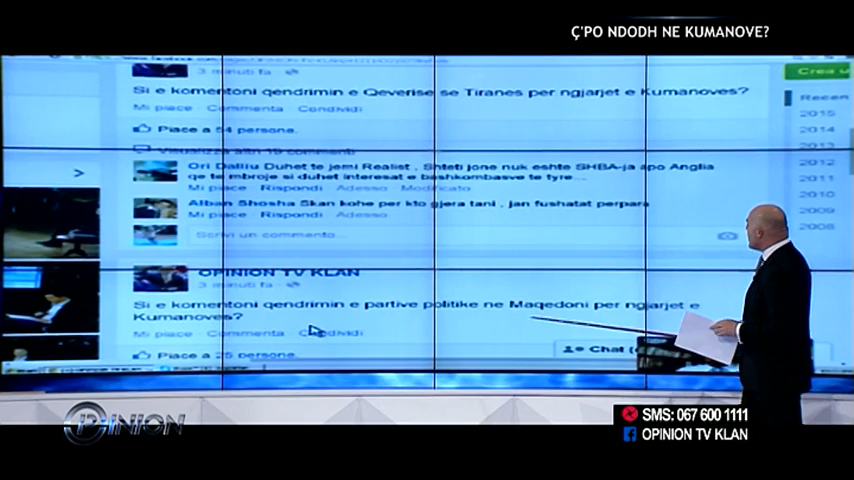 Ç'PO NDODH NE KUMANOVE?
3 minuti fa
Crea u
Si e komentoni qendrimin e Qeverise se Tiranes per ngjarjet e Kumanoves?
Mi piace Commenta Condividi
Piace a 54 persone.
Visualizza altri 19 commenti
Ori Dalliu Duhet te jemi Realist , Shteti jone nuk eshte SHBA-ja apo Anglia
qe te mbroje si duhet interesat e bashkombasve te tyre...
Mi piace Rispondi Adesso Modificato
Alban Shosha Skan kohe per kto gjera tani , jan fushatat perpara
Mi piace Rispondi Adesso
Scrivi un commento...
OPINION TV KLAN
3 minuti fa
Si e komentoni qendrimin e partive politike ne Maqedoni per ngjarjet e
Kumanoves?
Mi piace Commenta Condividi
Piace a 25 persone.
Chat
Recen
2015
2014
2013
2012
2011
2010
2009
2008
OPINION
SMS: 067 600 1111
OPINION TV KLAN